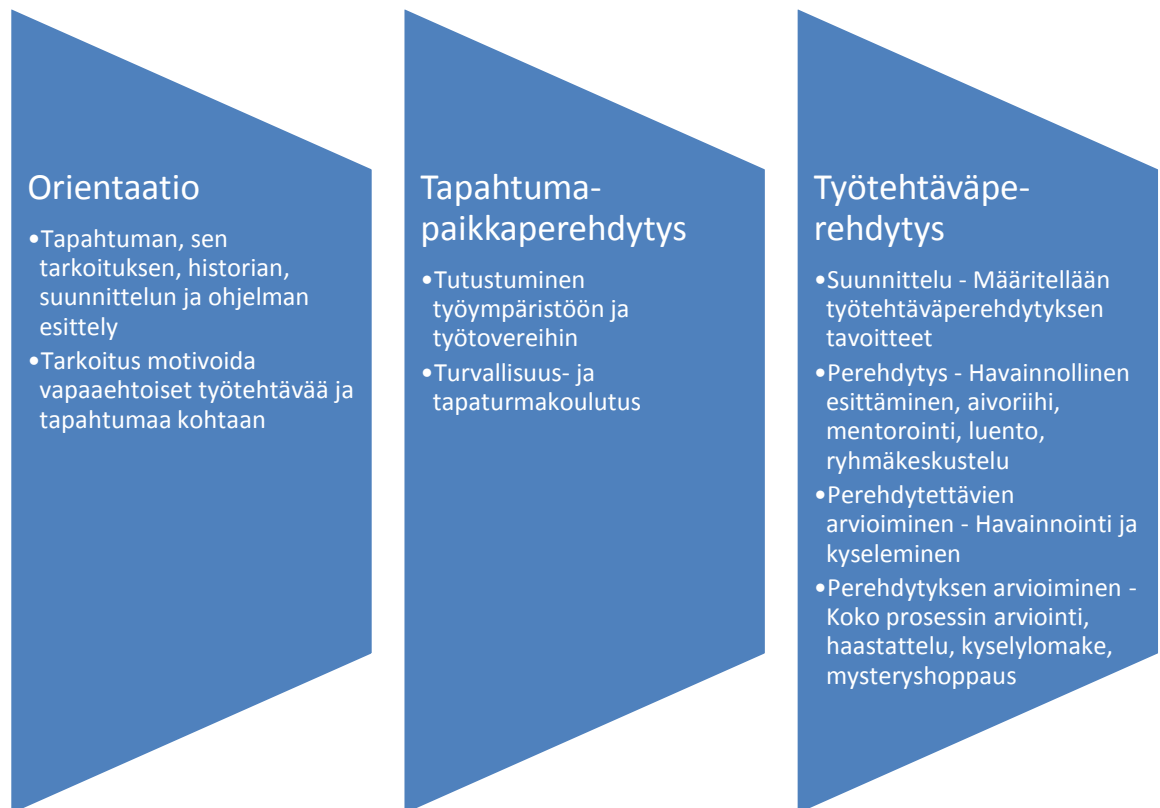 Orientaatio
•Tapahtuman, sen
tarkoituksen, historian,
suunnittelun ja ohjelman
esittely
•Tarkoitus motivoida
vapaaehtoiset työtehtävää ja
tapahtumaa kohtaan
Tapahtuma-
paikkaperehdytys
•Tutustuminen
työympäristöön ja
työtovereihin
•Turvallisuus- ja
tapaturmakoulutus
Työtehtäväpe-
rehdytys
•Suunnittelu - Määritellään
työtehtäväperehdytyksen
tavoitteet
•Perehdytys - Havainnollinen
esittäminen, aivoriihi,
mentorointi, luento,
ryhmäkeskustelu
•Perehdytettävien
arvioiminen - Havainnointi ja
kyseleminen
•Perehdytyksen arvioiminen -
Koko prosessin arviointi,
haastattelu, kyselylomake,
mysteryshoppaus